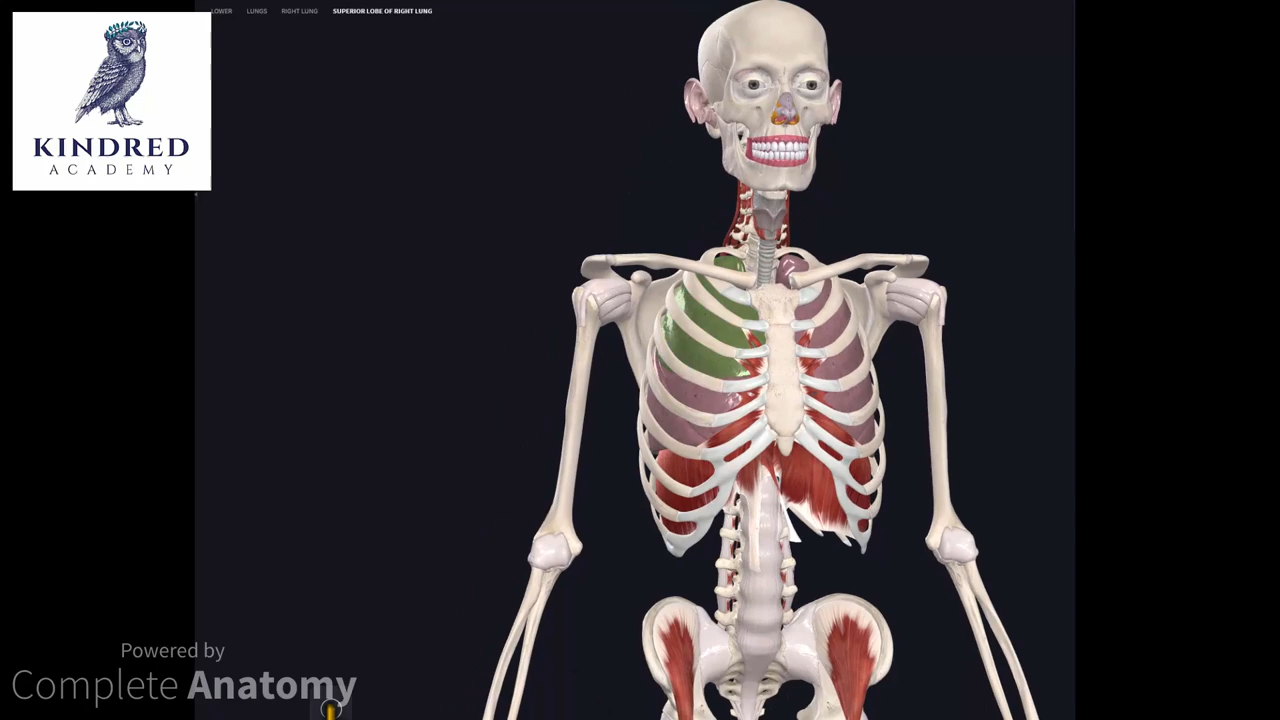 LOWER LUNGS RIGHT LUNG SUPERIOR LOBE OF RIGHT LUNG
KINDRED
ACADEMY
Powered by
Complete Anatomy